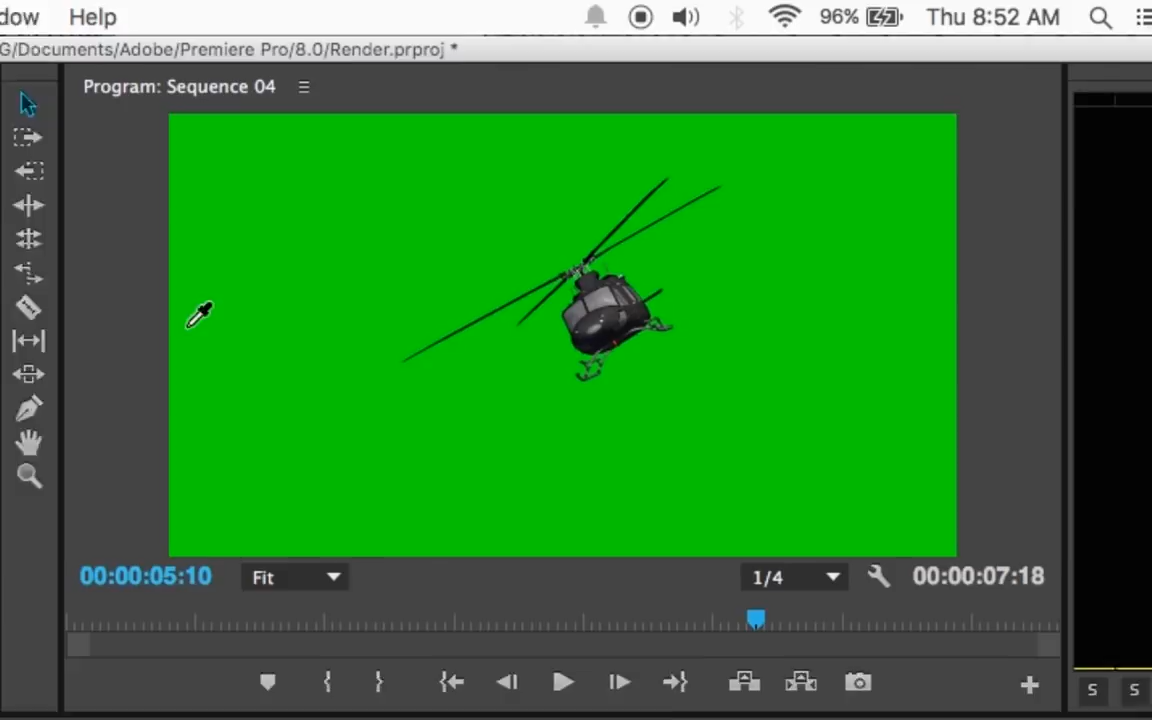 dow Help 96% Thu 8:52 AM
G/Documents/Adobe/Premiere Pro/8.0/Render.prproj *
Program: Sequence 04
00:00:05:10 Fit 1/4 00:00:07:18
S S